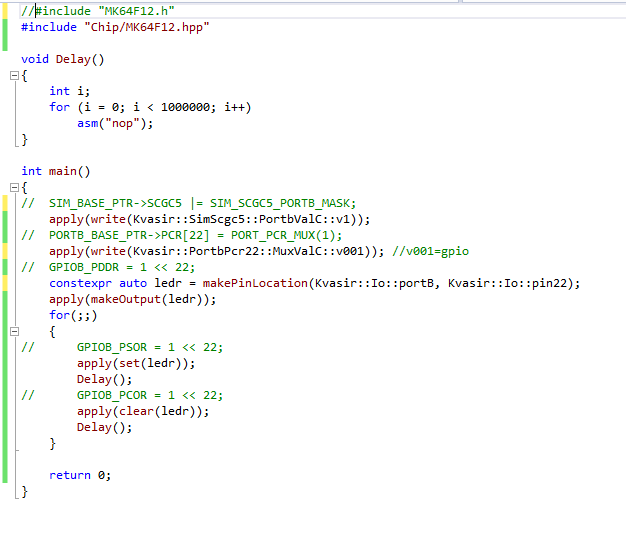 //#include "MK64F12.h"
#include "Chip/MK64F12.hpp"

void Delay()
{
    int i;
    for (i = 0; i < 1000000; i++)
        asm("nop");
}

int main()
{
//  SIM_BASE_PTR->SCGC5 |= SIM_SCGC5_PORTB_MASK;
    apply(write(Kvasir::SimScgc5::PortbValC::v1));
//  PORTB_BASE_PTR->PCR[22] = PORT_PCR_MUX(1);
    apply(write(Kvasir::PortbPcr22::MuxValC::v001)); //v001=gpio
//  GPIOB_PDDR = 1 << 22;
    constexpr auto ledr = makePinLocation(Kvasir::Io::portB, Kvasir::Io::pin22);
    apply(makeOutput(ledr));
    for(;;)
    {
//      GPIOB_PSOR = 1 << 22;
        apply(set(ledr));
        Delay();
//      GPIOB_PCOR = 1 << 22;
        apply(clear(ledr));
        Delay();
    }

    return 0;
}